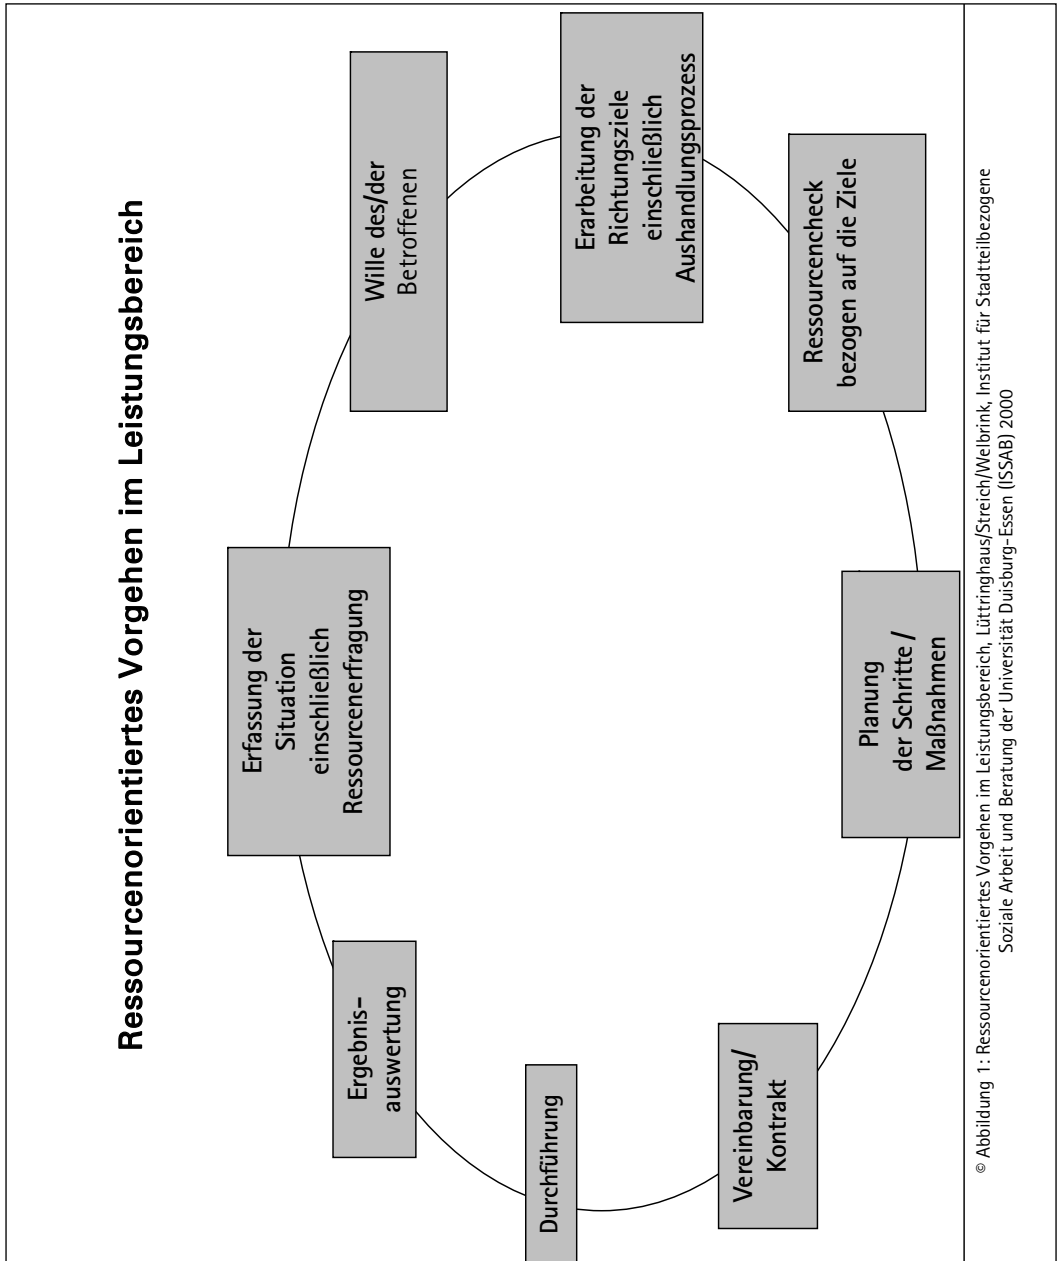 Ressourcenorientiertes Vorgehen im Leistungsbereich
Erfassung der
Situation
einschließlich
Ressourcenerfragung
Wille des/der
Betroffenen
Erarbeitung der
Richtungsziele
einschließlich
Aushandlungsprozess
Ressourcencheck
bezogen auf die Ziele
Planung
der Schritte /
Maßnahmen
Vereinbarung/
Kontrakt
Durchführung
Ergebnis-
auswertung
© Abbildung 1: Ressourcenorientiertes Vorgehen im Leistungsbereich, Lüttringhaus/Streich/Welbrink, Institut für Stadtteilbezogene
Soziale Arbeit und Beratung der Universität Duisburg-Essen (ISSAB) 2000